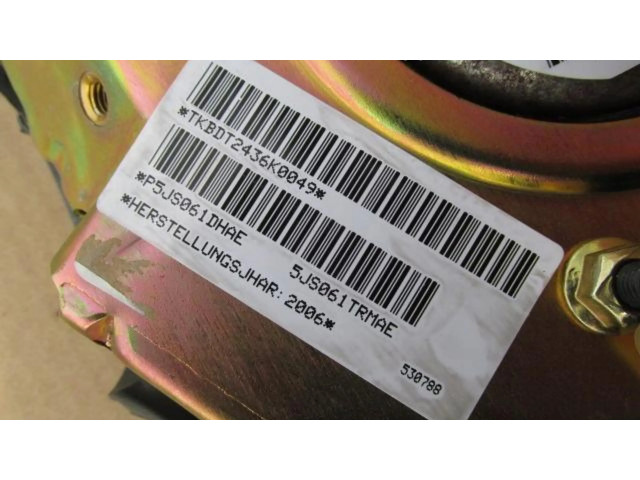 *TKBDT2436K0049*
*P5JS061DHAE 5JS061TRMAE
*HERSTELLUNGSJHAR:2006*
530788